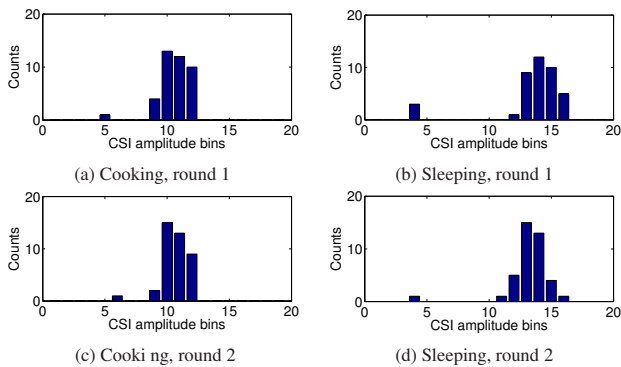 20
10
0
Counts
0 5 10 15 20
CSI amplitude bins
(a) Cooking, round 1
20
10
0
Counts
0 5 10 15 20
CSI amplitude bins
(b) Sleeping, round 1
20
10
0
Counts
0 5 10 15 20
CSI amplitude bins
(c) Cooki ng, round 2
20
10
0
Counts
0 5 10 15 20
CSI amplitude bins
(d) Sleeping, round 2